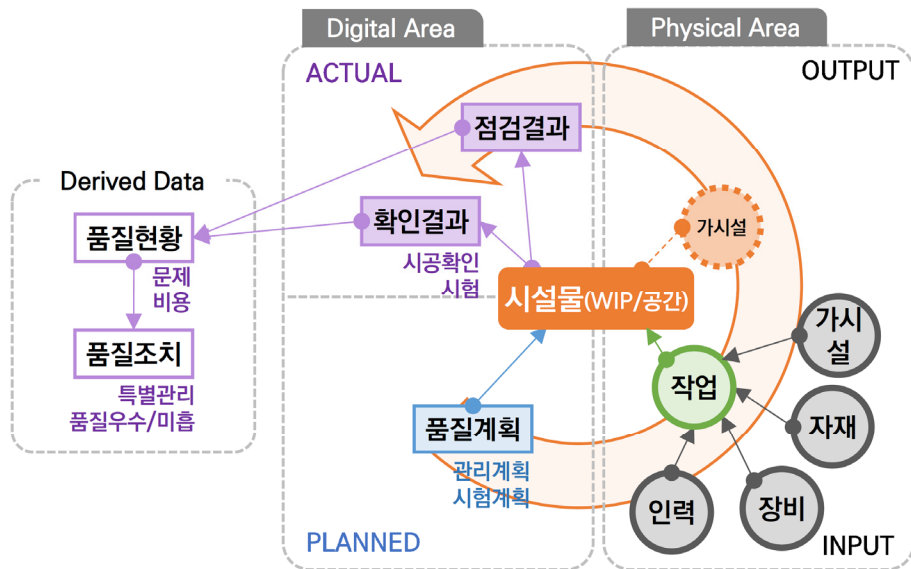 Digital Area
Physical Area
ACTUAL
OUTPUT
점검결과
Derived Data
확인결과
품질현황
가시설
시공확인
시험
문제
비용
시설물(WIP/공간)
가시
설
품질조치
작업
특별관리
품질우수/미흡
품질계획
자재
관리계획
시험계획
인력
장비
PLANNED
INPUT